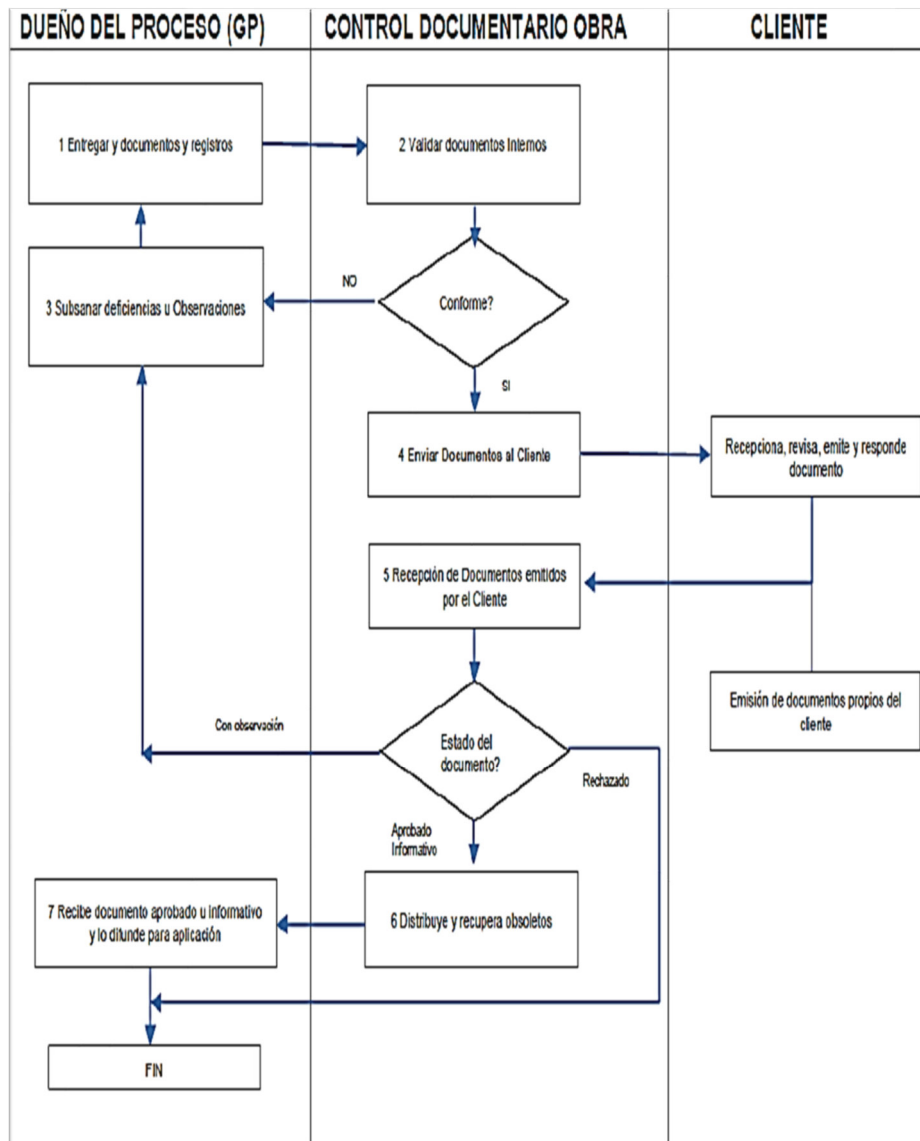 DUEÑO DEL PROCESO (GP)
CONTROL DOCUMENTARIO OBRA
CLIENTE
1 Entregar y documentos y registros
2 Validar documentos Internos
3 Subsanar deficiencias u Observaciones
NO
Conforme?
SI
4 Enviar Documentos al Cliente
Recepciona, revisa, emite y responde
documento
5 Recepción de Documentos emitidos
por el Cliente
Emisión de documentos propios del
cliente
Con observación
Estado del
documento?
Rechazado
Aprobado
Informativo
7 Recibe documento aprobado u Informativo
y lo difunde para aplicación
6 Distribuye y recupera obsoletos
FIN